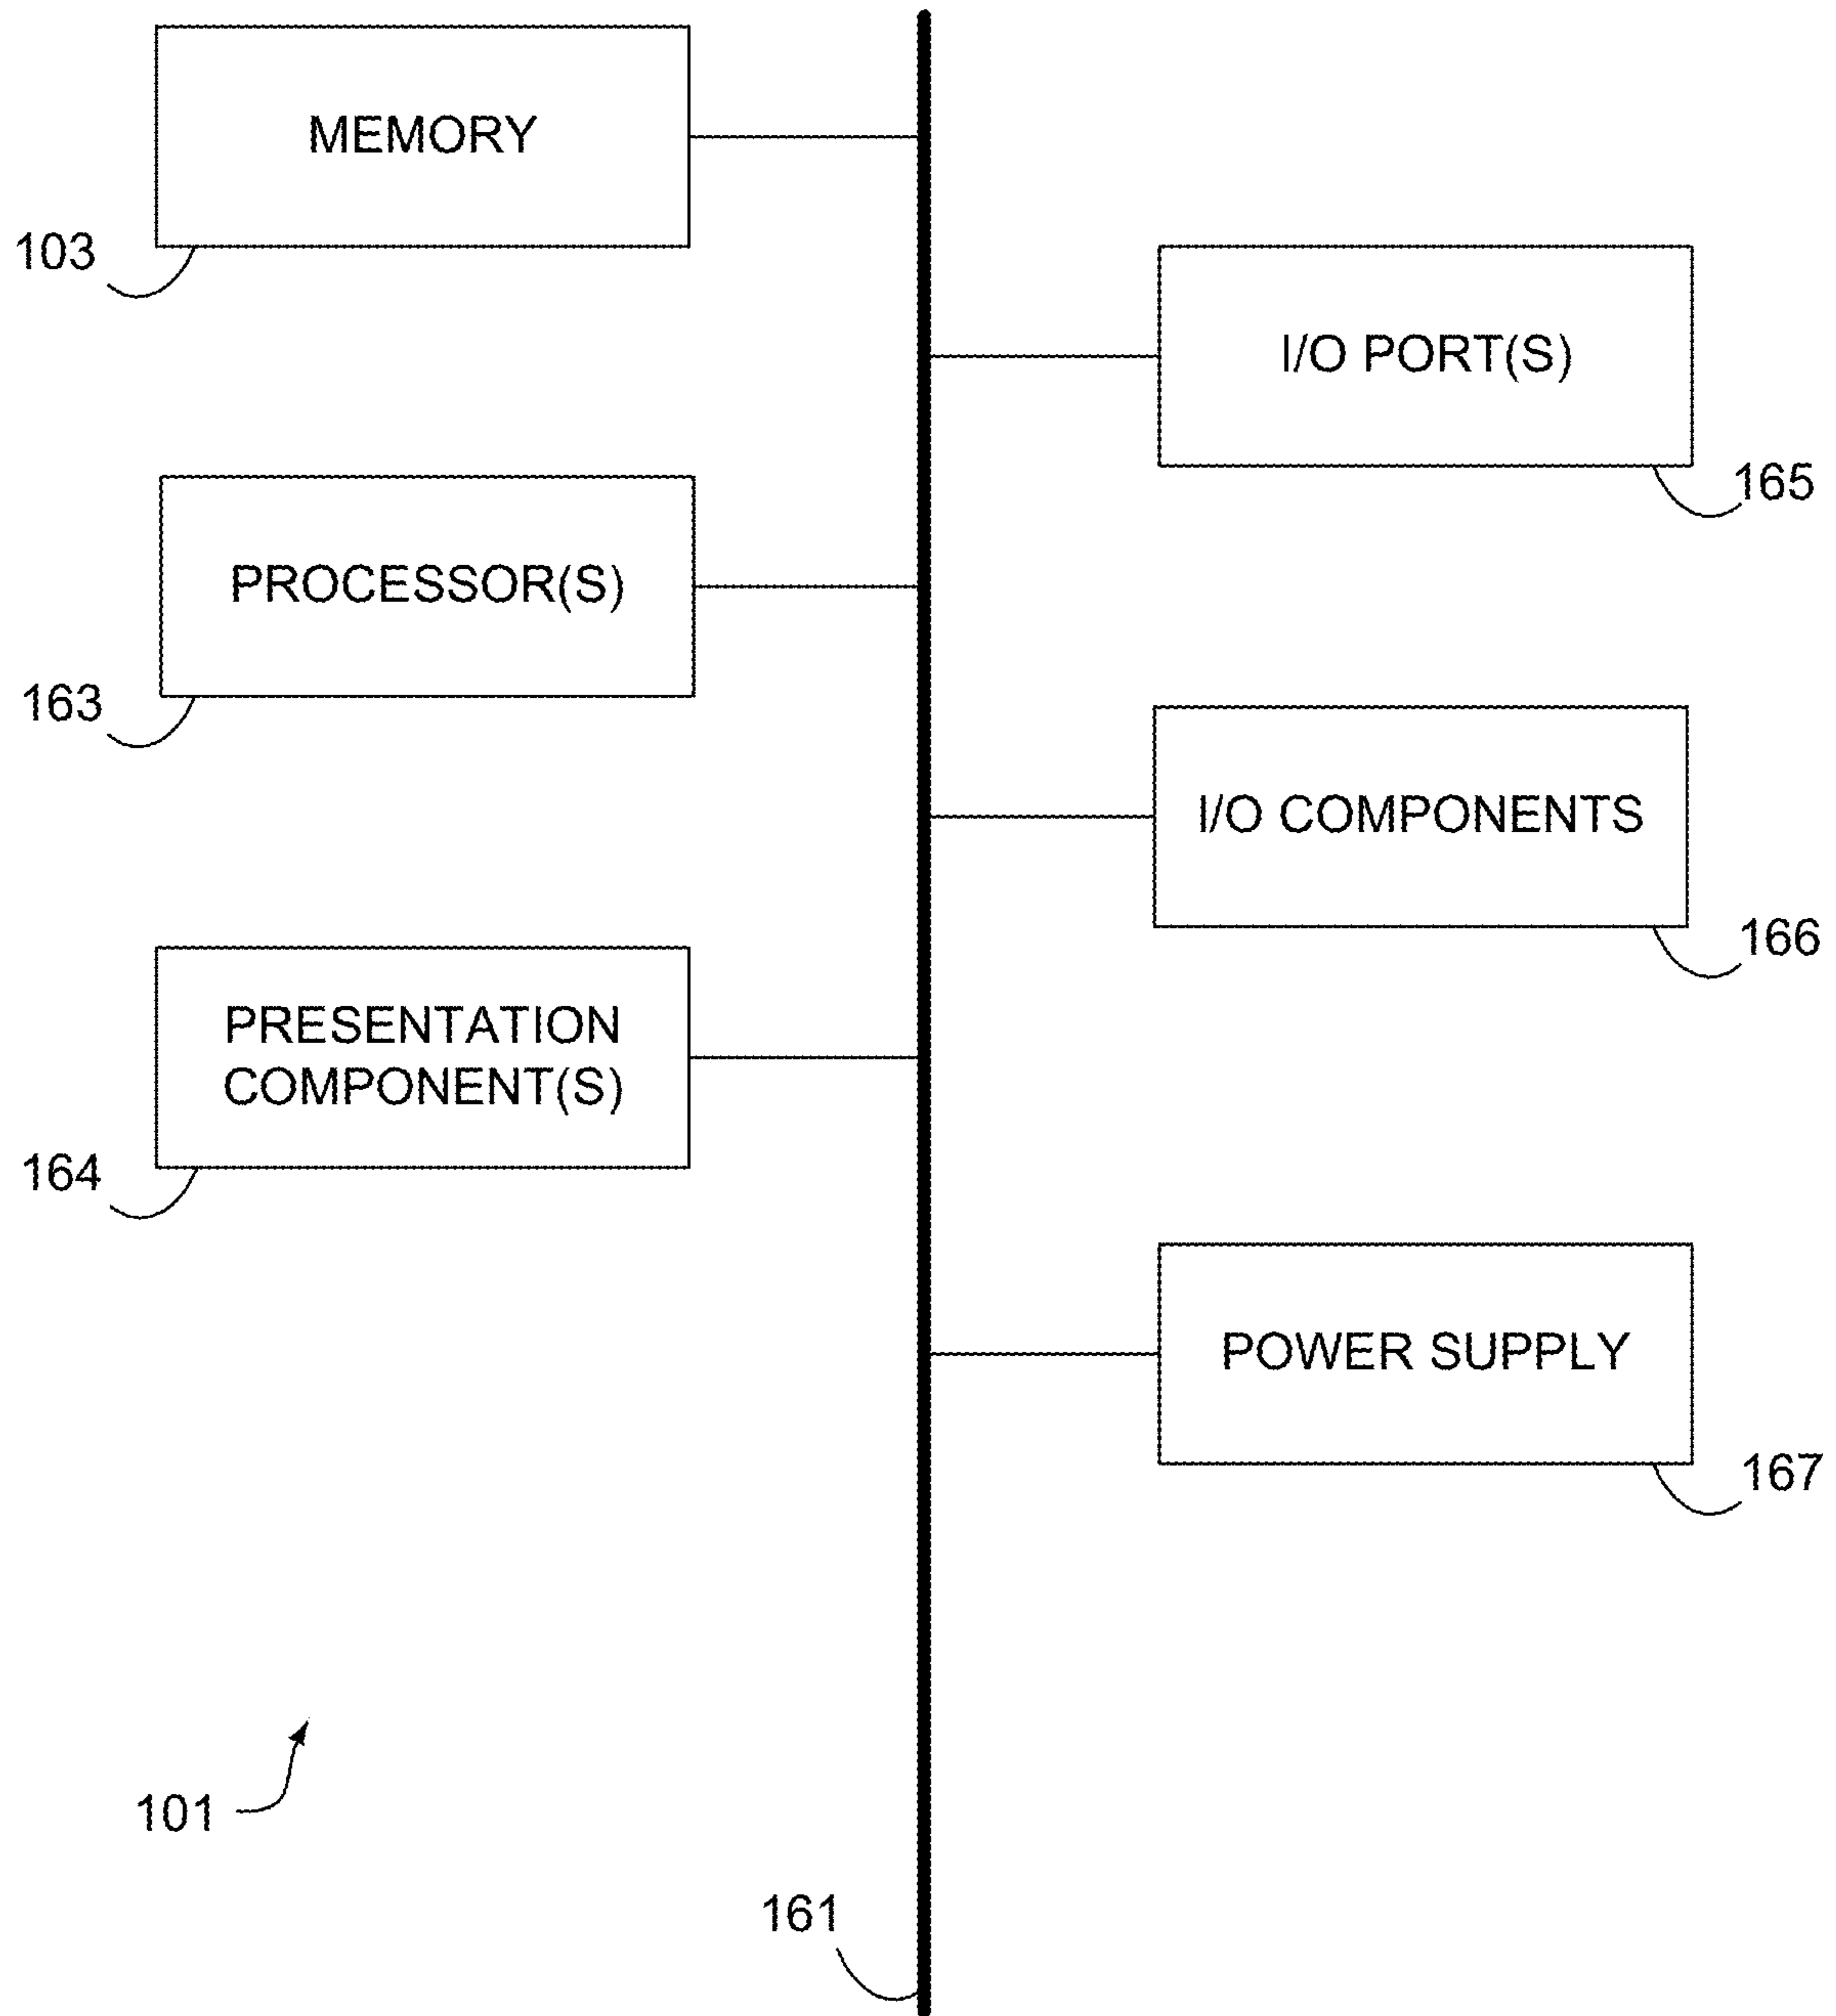 MEMORY
103
I/O PORT(S)
165
PROCESSOR(S)
163
I/O COMPONENTS
166
PRESENTATION
COMPONENT(S)
164
POWER SUPPLY
167
101
161